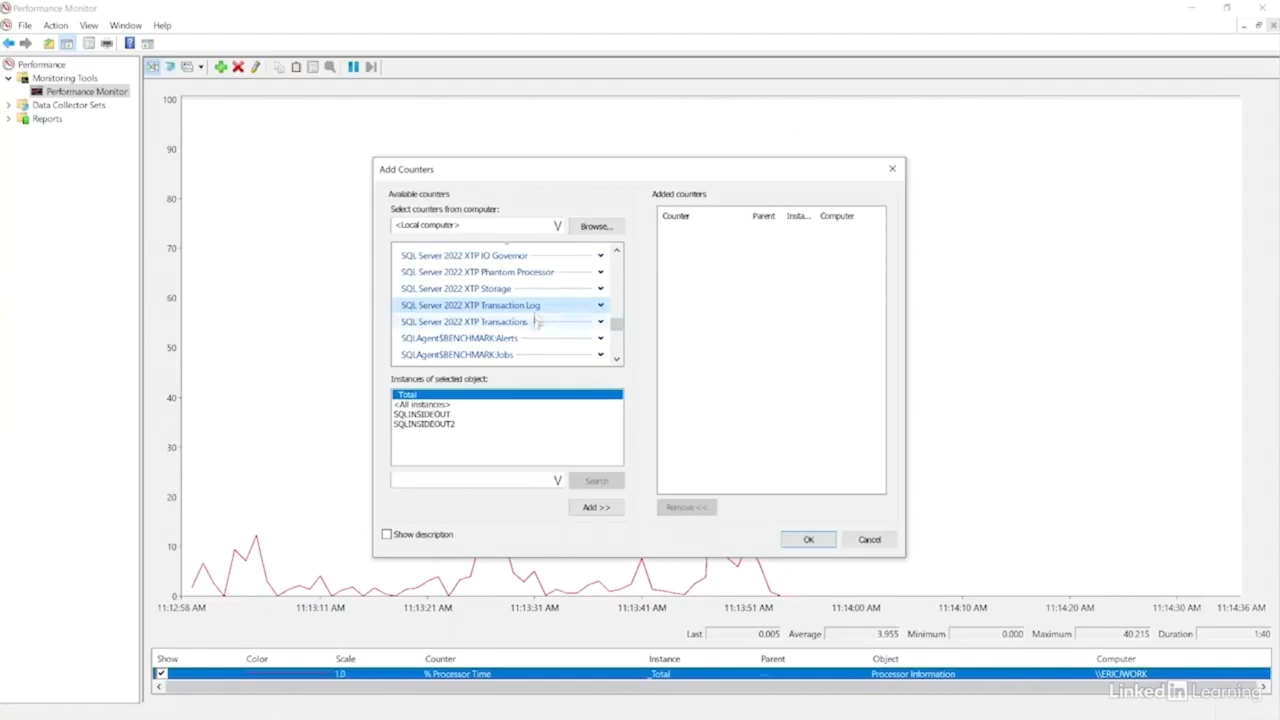 Performance Monitor
File Action View Window Help
Performance
Monitoring Tools
Performance Monitor
Data Collector Sets
Reports
100
90
80
70
60
50
40
30
20
10
0
11:12:58 AM 11:13:11 AM 11:13:21 AM 11:13:31 AM 11:13:41 AM 11:13:51 AM 11:14:00 AM 11:14:10 AM 11:14:20 AM 11:14:30 AM 11:14:36 AM
Add Counters
Available counters
Select counters from computer:
<Local computer>
Browse...
SQL Server 2022 XTP IO Governor
SQL Server 2022 XTP Phantom Processor
SQL Server 2022 XTP Storage
SQL Server 2022 XTP Transaction Log
SQL Server 2022 XTP Transactions
SQLAgent$BENCHMARK:Alerts
SQLAgent$BENCHMARK:Jobs
Instances of selected object:
_Total
<All instances>
SQLINSIDEOUT
SQLINSIDEOUT2
Search
Add >>
Show description
Added counters
Counter Parent Insta... Computer
Remove <<
OK Cancel
Last 0.005 Average 3.955 Minimum 0.000 Maximum 40.215 Duration 1:40
Show Color Scale Counter Instance Parent Object Computer
1.0 % Processor Time _Total --- Processor Information \\ERICJWORK
LinkedIn Learning